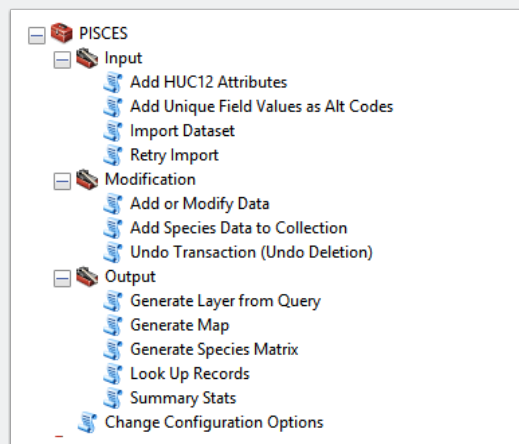 PISCES
Input
Add HUC12 Attributes
Add Unique Field Values as Alt Codes
Import Dataset
Retry Import
Modification
Add or Modify Data
Add Species Data to Collection
Undo Transaction (Undo Deletion)
Output
Generate Layer from Query
Generate Map
Generate Species Matrix
Look Up Records
Summary Stats
Change Configuration Options